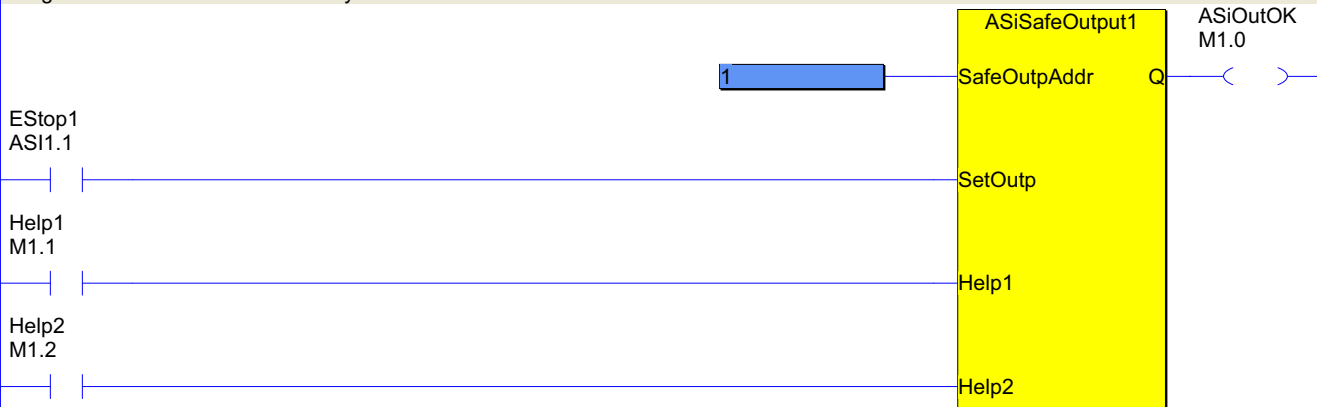 ASiSafeOutput1
ASiOutOK
M1.0
1
SafeOutpAddr
Q
EStop1
ASI1.1
SetOutp
Help1
M1.1
Help1
Help2
M1.2
Help2